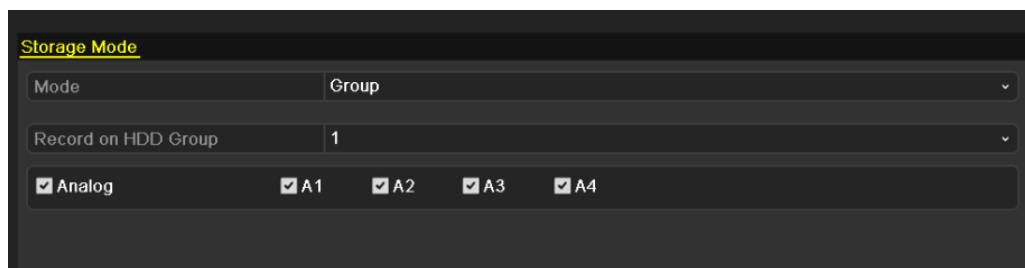 Storage Mode
Mode Group
Record on HDD Group 1
Analog A1 A2 A3 A4